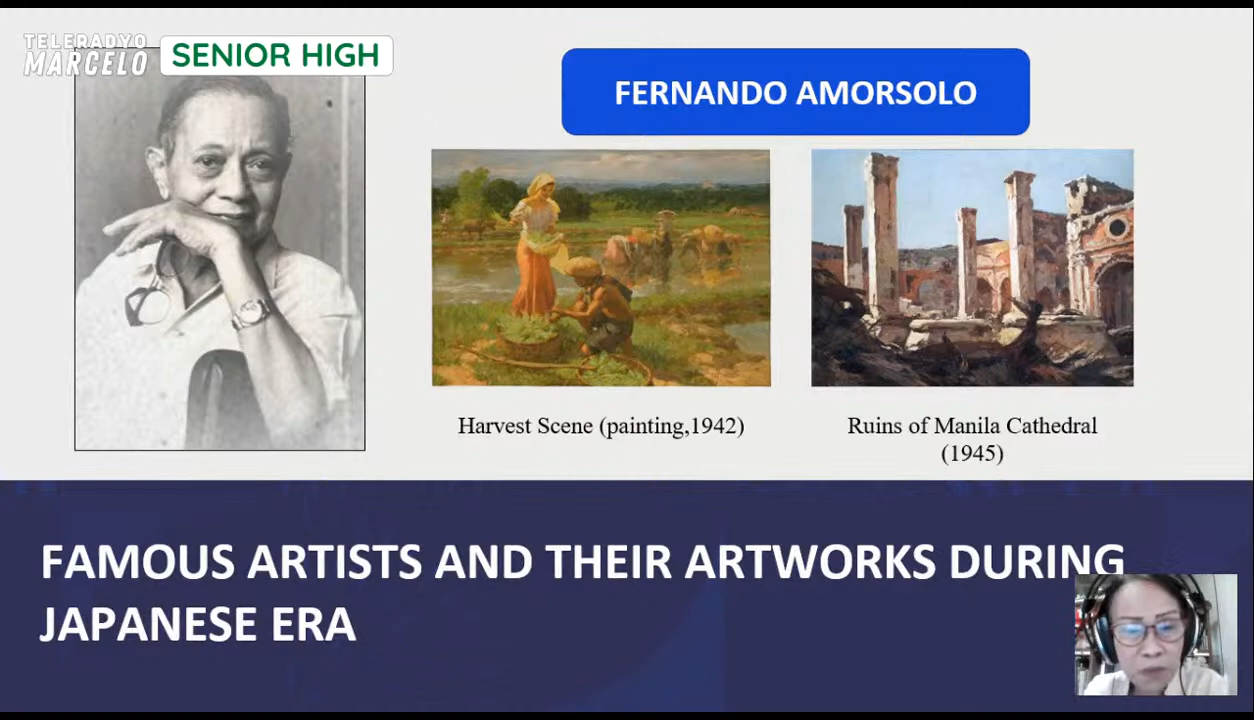 TELERADYO
MARCELO
SENIOR HIGH
FERNANDO AMORSOLO
Harvest Scene (painting,1942)
Ruins of Manila Cathedral
(1945)
FAMOUS ARTISTS AND THEIR ARTWORKS DURING
JAPANESE ERA